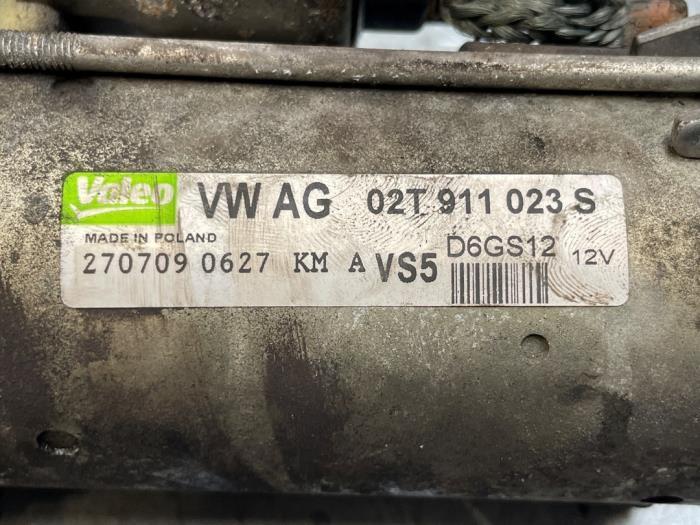 Valeo VW AG 02T 911 023 S
MADE IN POLAND D6GS12 12V
270709 0627 KM A VS5